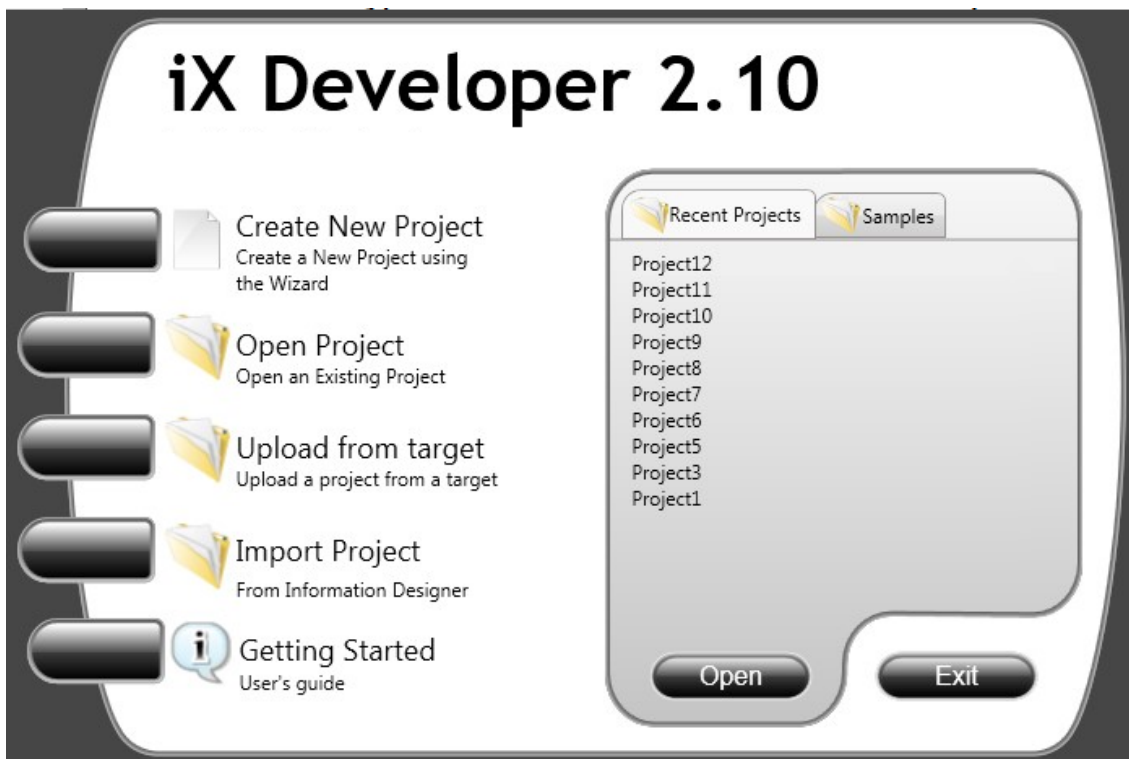 iX Developer 2.10
Create New Project
Create a New Project using
the Wizard
Open Project
Open an Existing Project
Upload from target
Upload a project from a target
Import Project
From Information Designer
Getting Started
User's guide
Recent Projects
Samples
Project12
Project11
Project10
Project9
Project8
Project7
Project6
Project5
Project3
Project1
Open
Exit